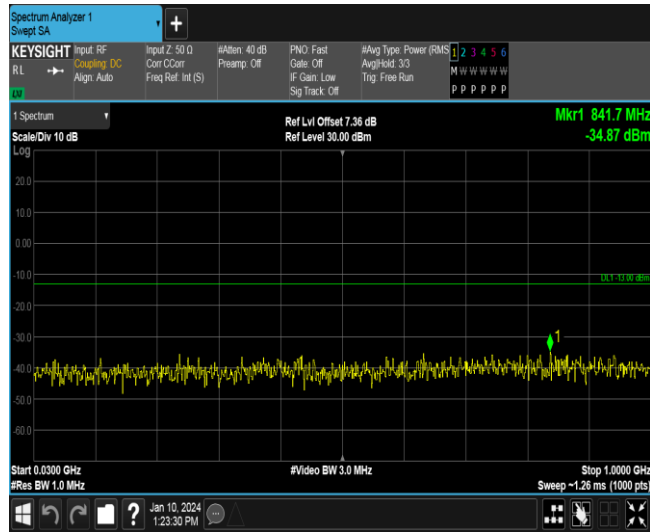 Spectrum Analyzer 1
Swept SA
KEYSIGHT
RL
LXI
Input: RF
Coupling: DC
Align: Auto
Input Z: 50 Ω
Corr CCorr
Freq Ref: Int (S)
#Atten: 40 dB
Preamp: Off
PNO: Fast
Gate: Off
IF Gain: Low
Sig Track: Off
#Avg Type: Power (RMS
Avg|Hold: 3/3
Trig: Free Run
1 2 3 4 5 6
M W W W W W
P P P P P P
1 Spectrum
Scale/Div 10 dB
Log
Ref Lvl Offset 7.36 dB
Ref Level 30.00 dBm
Mkr1 841.7 MHz
-34.87 dBm
20.0
10.0
0.00
-10.0
DL1 -13.00 dBm
-20.0
-30.0
1
-40.0
-50.0
-60.0
Start 0.0300 GHz
#Video BW 3.0 MHz
Stop 1.0000 GHz
#Res BW 1.0 MHz
Sweep ~1.26 ms (1000 pts)
?
Jan 10, 2024
1:23:30 PM